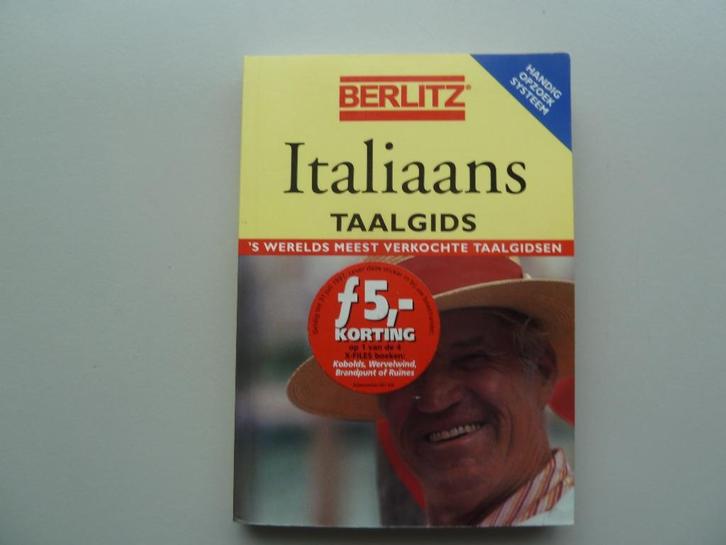 BERLITZ®
HANDIG
OPZOEK
SYSTEEM
Italiaans
TAALGIDS
'S WERELDS MEEST VERKOCHTE TAALGIDSEN
ƒ5,-
KORTING
op 1 van de 4
X-FILES boeken:
Kobolds, Wervelwind,
Brandpunt of Ruïnes